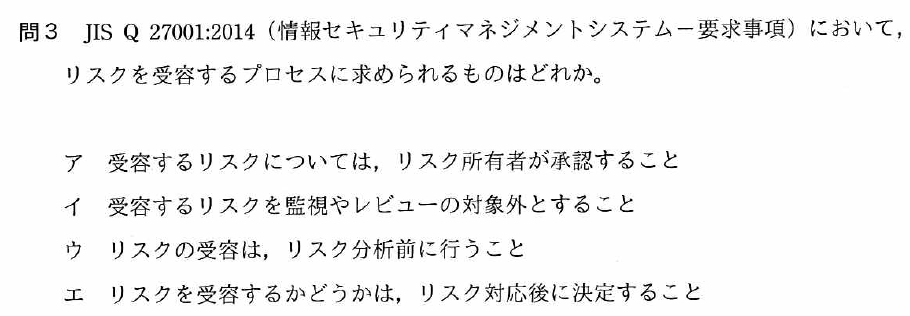 問3 JIS Q 27001:2014（情報セキュリティマネジメントシステム－要求事項）において，
リスクを受容するプロセスに求められるものはどれか。
ア 受容するリスクについては，リスク所有者が承認すること
イ 受容するリスクを監視やレビューの対象外とすること
ウ リスクの受容は，リスク分析前に行うこと
エ リスクを受容するかどうかは，リスク対応後に決定すること